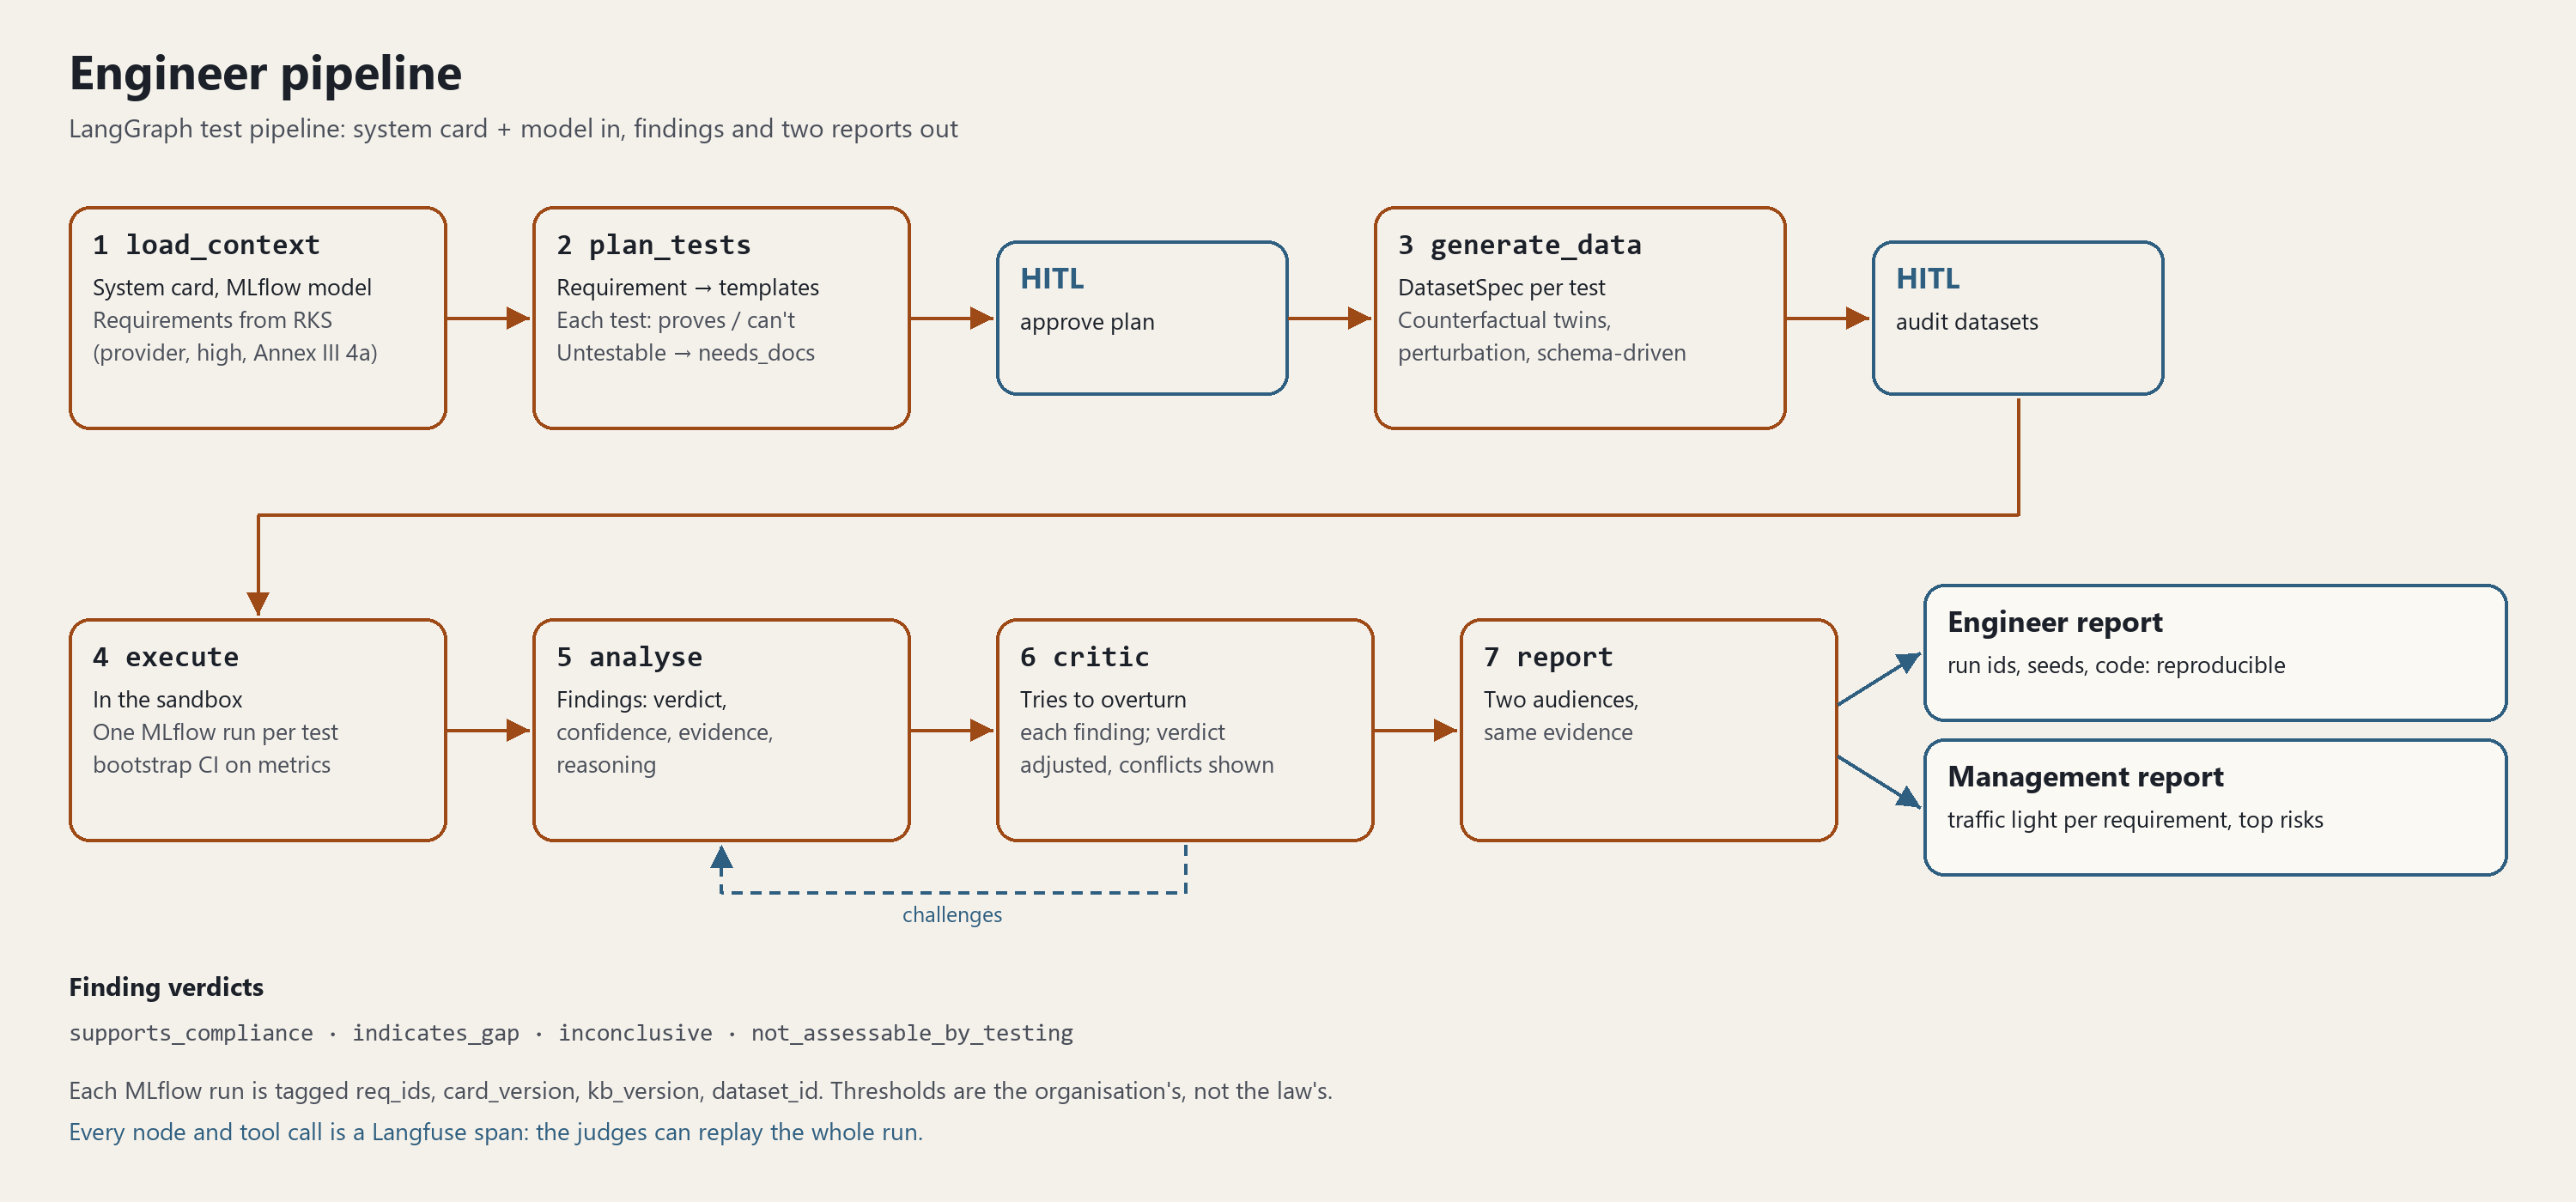 Engineer pipeline
LangGraph test pipeline: system card + model in, findings and two reports out
1 load_context
System card, MLflow model
Requirements from RKS
(provider, high, Annex III 4a)
2 plan_tests
Requirement → templates
Each test: proves / can't
Untestable → needs_docs
HITL
approve plan
3 generate_data
DatasetSpec per test
Counterfactual twins,
perturbation, schema-driven
HITL
audit datasets
4 execute
In the sandbox
One MLflow run per test
bootstrap CI on metrics
5 analyse
Findings: verdict,
confidence, evidence,
reasoning
6 critic
Tries to overturn
each finding; verdict
adjusted, conflicts shown
7 report
Two audiences,
same evidence
Engineer report
run ids, seeds, code: reproducible
Management report
traffic light per requirement, top risks
challenges
Finding verdicts
supports_compliance · indicates_gap · inconclusive · not_assessable_by_testing
Each MLflow run is tagged req_ids, card_version, kb_version, dataset_id. Thresholds are the organisation's, not the law's.
Every node and tool call is a Langfuse span: the judges can replay the whole run.